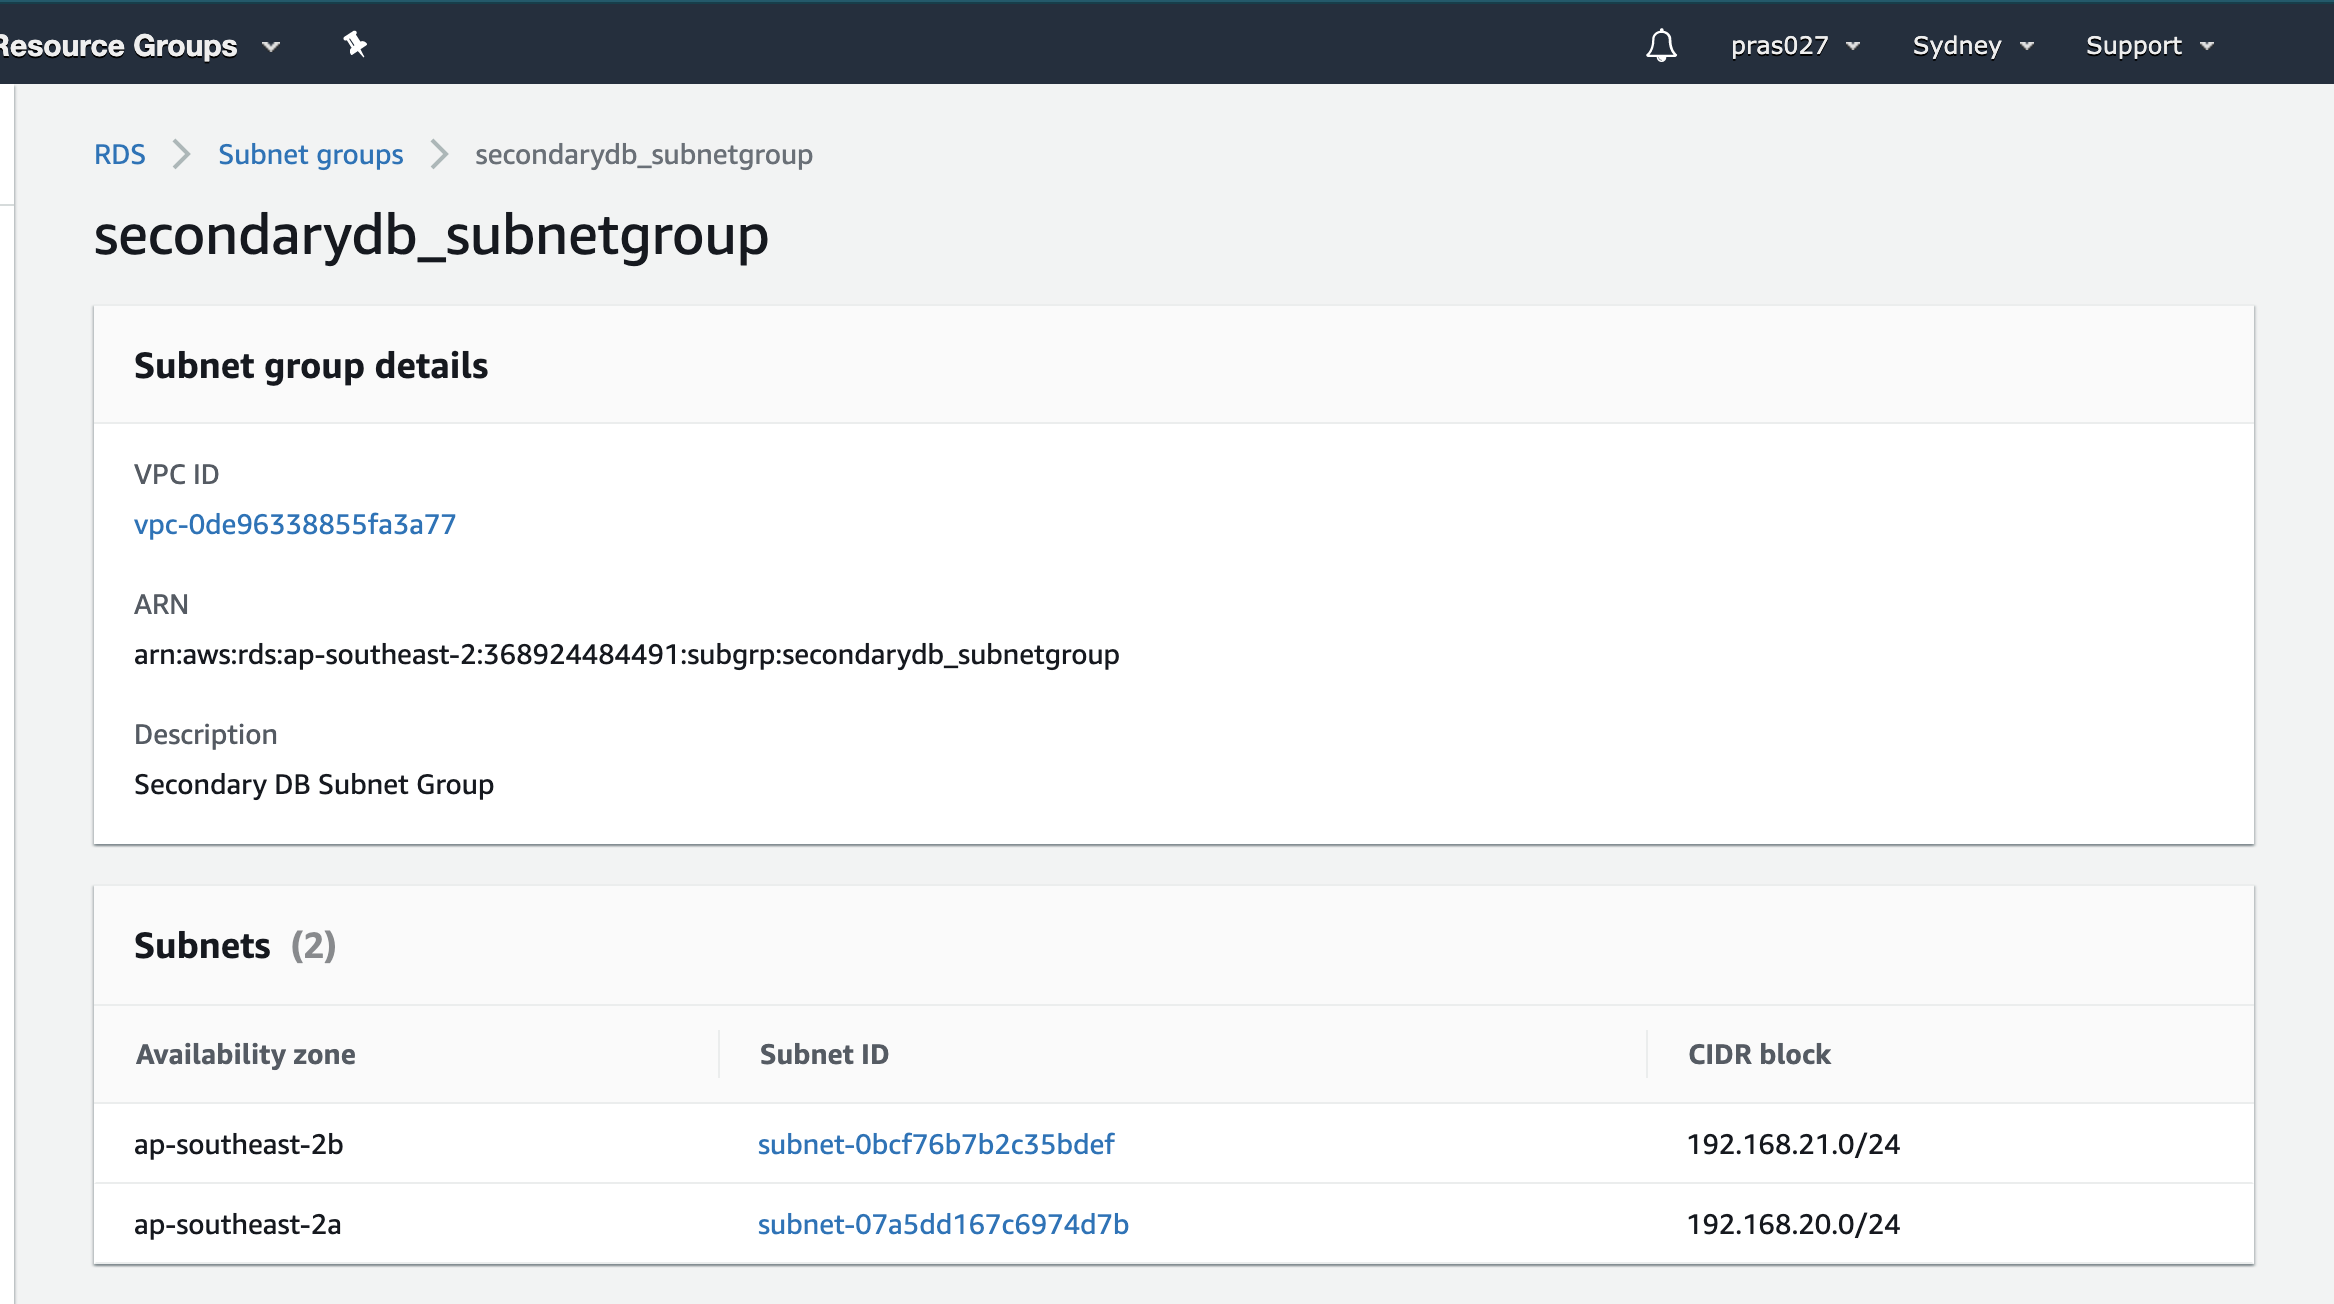 Resource Groups pras027 Sydney Support
RDS Subnet groups secondarydb_subnetgroup
secondarydb_subnetgroup
Subnet group details
VPC ID
vpc-0de96338855fa3a77
ARN
arn:aws:rds:ap-southeast-2:368924484491:subgrp:secondarydb_subnetgroup
Description
Secondary DB Subnet Group
Subnets (2)
Availability zone Subnet ID CIDR block
ap-southeast-2b subnet-0bcf76b7b2c35bdef 192.168.21.0/24
ap-southeast-2a subnet-07a5dd167c6974d7b 192.168.20.0/24